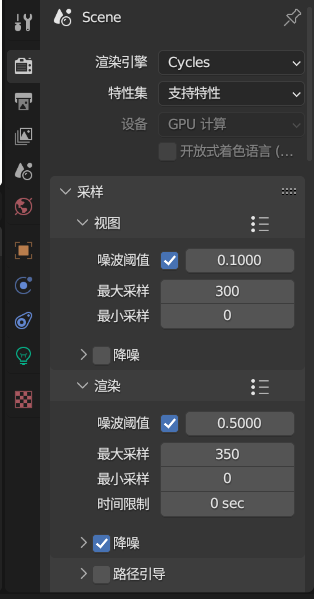 Scene
渲染引擎 Cycles
特性集 支持特性
设备 GPU 计算
开放式着色语言 (...
采样
视图
噪波阈值 0.1000
最大采样 300
最小采样 0
降噪
渲染
噪波阈值 0.5000
最大采样 350
最小采样 0
时间限制 0 sec
降噪
路径引导